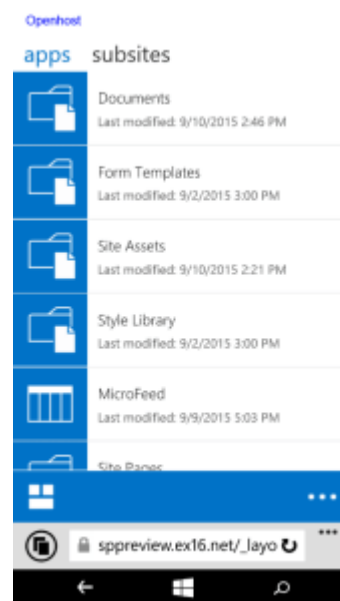 Openhost
apps subsites
Documents
Last modified: 9/10/2015 2:46 PM
Form Templates
Last modified: 9/2/2015 3:00 PM
Site Assets
Last modified: 9/10/2015 2:21 PM
Style Library
Last modified: 9/2/2015 3:00 PM
MicroFeed
Last modified: 9/9/2015 5:03 PM
Site Pages
sppreview.ex16.net/_layo